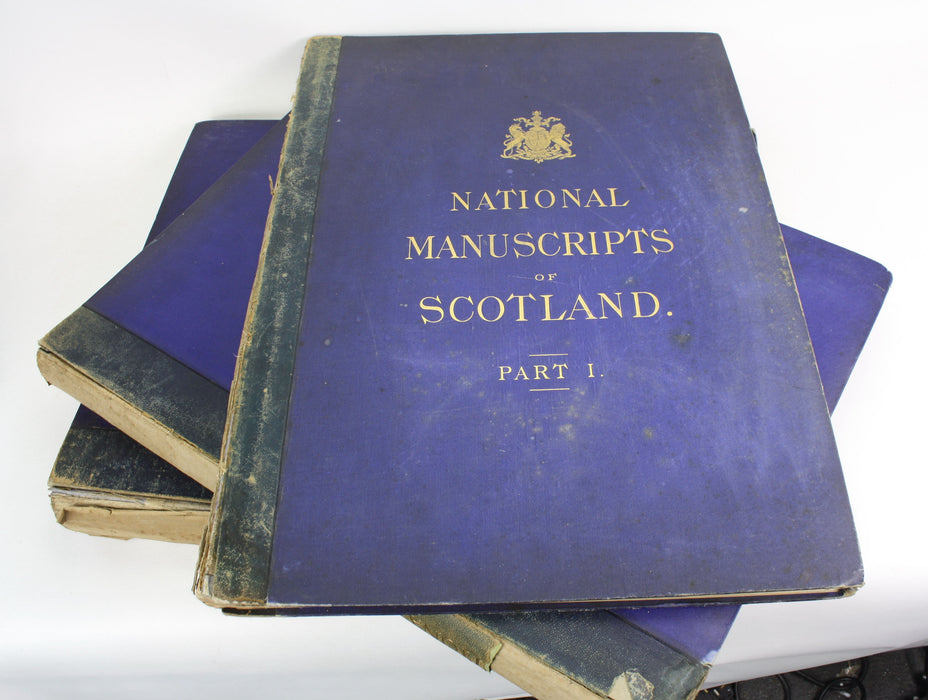 NATIONAL
MANUSCRIPTS
OF
SCOTLAND.
PART I.